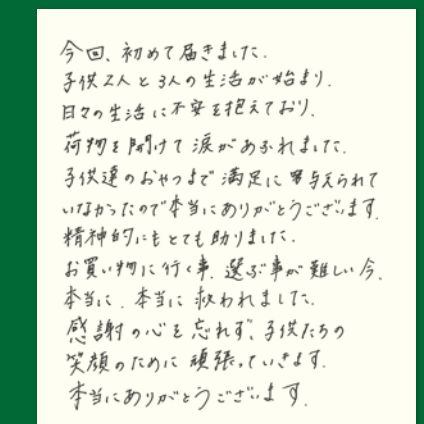 今回、初めて届きました.
子供2人と3人の生活が始まり.
日々の生活に不安を抱えており.
荷物を開けて涙があふれました.
子供達のおやつまで満足に与えられて
いなかったので本当にありがとうございます.
精神的にもとても助りました.
お買い物に行く事、選ぶ事が難しい今.
本当に、本当に救われました.
感謝の心を忘れず、子供たちの
笑顔のために頑張っていきます.
本当にありがとうございます.